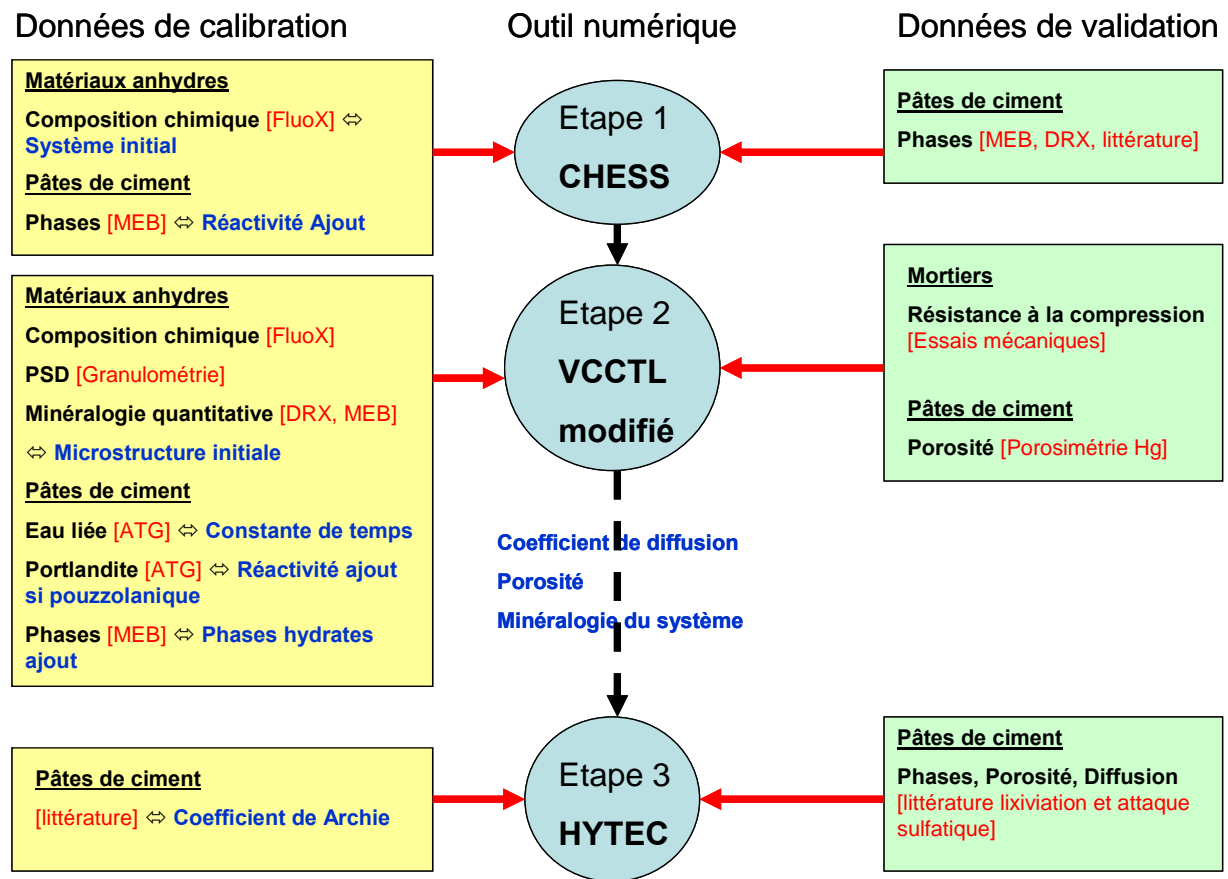 Données de calibration
Outil numérique
Données de validation
Matériaux anhydres
Composition chimique [FluoX] ⇔
Système initial
Pâtes de ciment
Phases [MEB] ⇔ Réactivité Ajout
Etape 1
CHESS
Pâtes de ciment
Phases [MEB, DRX, littérature]
Matériaux anhydres
Composition chimique [FluoX]
PSD [Granulométrie]
Minéralogie quantitative [DRX, MEB]
⇔ Microstructure initiale
Pâtes de ciment
Eau liée [ATG] ⇔ Constante de temps
Portlandite [ATG] ⇔ Réactivité ajout
si pouzzolanique
Phases [MEB] ⇔ Phases hydrates
ajout
Etape 2
VCCTL
modifié
Mortiers
Résistance à la compression
[Essais mécaniques]
Pâtes de ciment
Porosité [Porosimétrie Hg]
Coefficient de diffusion
Porosité
Minéralogie du système
Pâtes de ciment
[littérature] ⇔ Coefficient de Archie
Etape 3
HYTEC
Pâtes de ciment
Phases, Porosité, Diffusion
[littérature lixiviation et attaque
sulfatique]